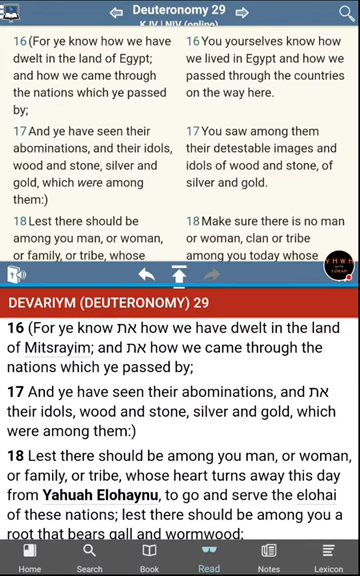 Deuteronomy 29
KJV | NIV (online)
16 (For ye know how we have
dwelt in the land of Egypt;
and how we came through
the nations which ye passed
by;
17 And ye have seen their
abominations, and their idols,
wood and stone, silver and
gold, which were among
them:)
18 Lest there should be
among you man, or woman,
or family, or tribe, whose
16 You yourselves know how
we lived in Egypt and how we
passed through the countries
on the way here.
17 You saw among them
their detestable images and
idols of wood and stone, of
silver and gold.
18 Make sure there is no man
or woman, clan or tribe
among you today whose
DEVARIYM (DEUTERONOMY) 29
16 (For ye know את how we have dwelt in the land
of Mitsrayim; and את how we came through the
nations which ye passed by;
17 And ye have seen their abominations, and את
their idols, wood and stone, silver and gold, which
were among them:)
18 Lest there should be among you man, or woman,
or family, or tribe, whose heart turns away this day
from Yahuah Elohaynu, to go and serve the elohai
of these nations; lest there should be among you a
root that bears gall and wormwood;
Home
Search
Book
Read
Notes
Lexicon